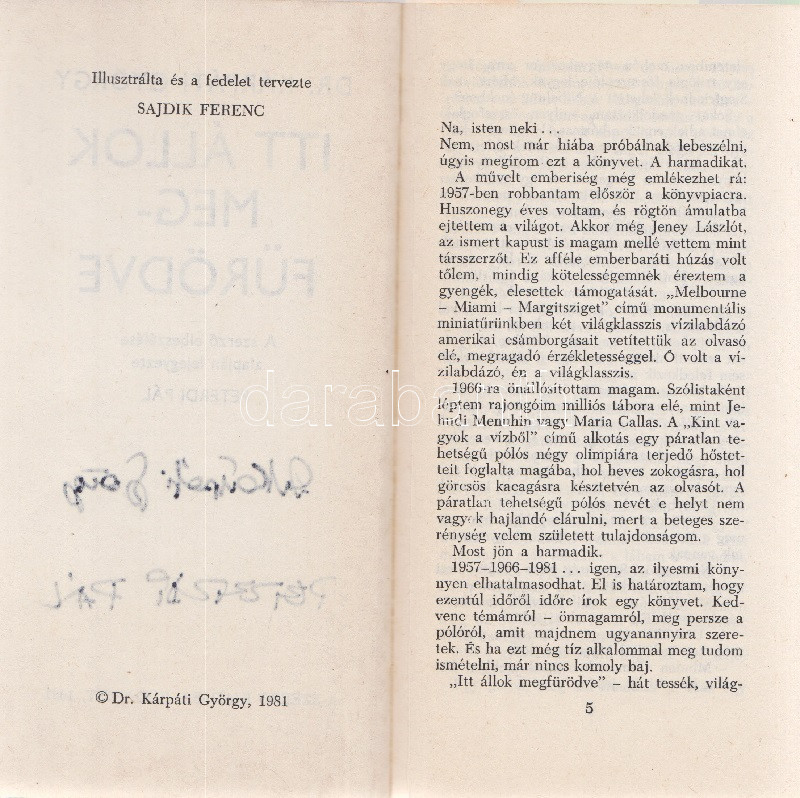 Illusztrálta és a fedelet tervezte
SAJDIK FERENC
ITT ÁLLOK
MEG-
FÜRÖDVE
PÁL
© Dr. Kárpáti György, 1981
Na, isten neki...
Nem, most már hiába próbálnak lebeszélni,
úgyis megírom ezt a könyvet. A harmadikat.
A művelt emberiség még emlékezhet rá:
1957-ben robbantam először a könyvpiacra.
Huszonegy éves voltam, és rögtön ámulatba
ejtettem a világot. Akkor még Jeney Lászlót,
az ismert kapust is magam mellé vettem mint
társszerzőt. Ez afféle emberbaráti húzás volt
tőlem, mindig kötelességemnek éreztem a
gyengék, elesettek támogatását. „Melbourne
– Miami – Margitsziget" című monumentális
miniatűrünkben két világklasszis vízilabdázó
amerikai csámborgásait vetítettük az olvasó
elé, megragadó érzékletességgel. Ő volt a ví-
zilabdázó, én a világklasszis.
1966-ra önállósítottam magam. Szólistaként
léptem rajongóim milliós tábora elé, mint Je-
hudi Menuhin vagy Maria Callas. A „Kint va-
gyok a vízből" című alkotás egy páratlan te-
hetségű pólós négy olimpiára terjedő hőstet-
teit foglalta magába, hol heves zokogásra, hol
görcsös kacagásra késztetvén az olvasót. A
páratlan tehetségű pólós nevét e helyt nem
vagyok hajlandó elárulni, mert a beteges sze-
rénység velem született tulajdonságom.
Most jön a harmadik.
1957–1966–1981... igen, az ilyesmi köny-
nyen elhatalmasodhat. El is határoztam, hogy
ezentúl időről időre írok egy könyvet. Ked-
venc témámról – önmagamról, meg persze a
pólóról, amit majdnem ugyanannyira szere-
tek. És ha ezt még tíz alkalommal meg tudom
ismételni, már nincs komoly baj.
„Itt állok megfürödve" – hát tessék, világ-
5
darabanth